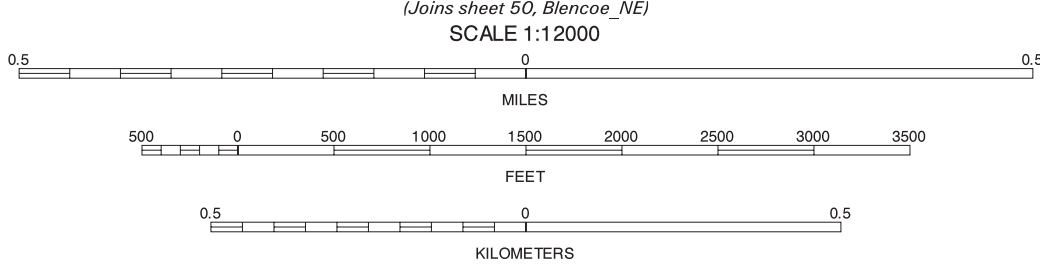 (Joins sheet 50, Blencoe_NE)
SCALE 1:12000
0.5 0 0.5
MILES
500 0 500 1000 1500 2000 2500 3000 3500
FEET
0.5 0 0.5
KILOMETERS